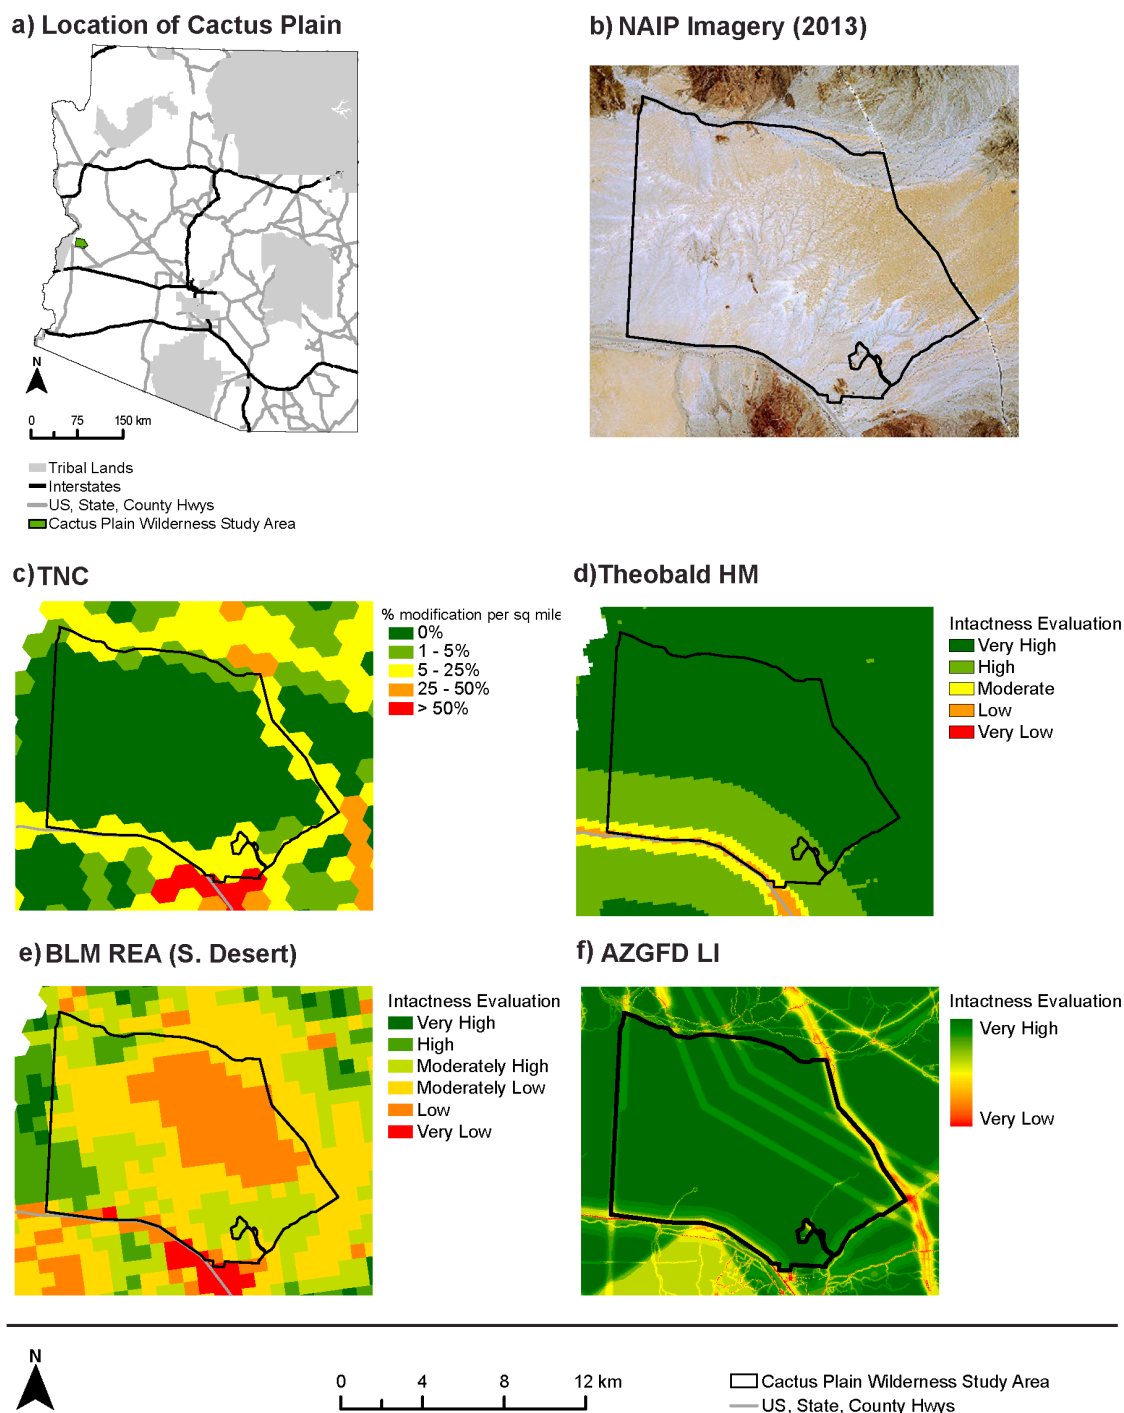 a) Location of Cactus Plain
b) NAIP Imagery (2013)
N
0 75 150 km
Tribal Lands
Interstates
US, State, County Hwys
Cactus Plain Wilderness Study Area
c) TNC
% modification per sq mile
0%
1 - 5%
5 - 25%
25 - 50%
> 50%
d) Theobald HM
Intactness Evaluation
Very High
High
Moderate
Low
Very Low
e) BLM REA (S. Desert)
Intactness Evaluation
Very High
High
Moderately High
Moderately Low
Low
Very Low
f) AZGFD LI
Intactness Evaluation
Very High
Very Low
N
0 4 8 12 km
Cactus Plain Wilderness Study Area
US, State, County Hwys